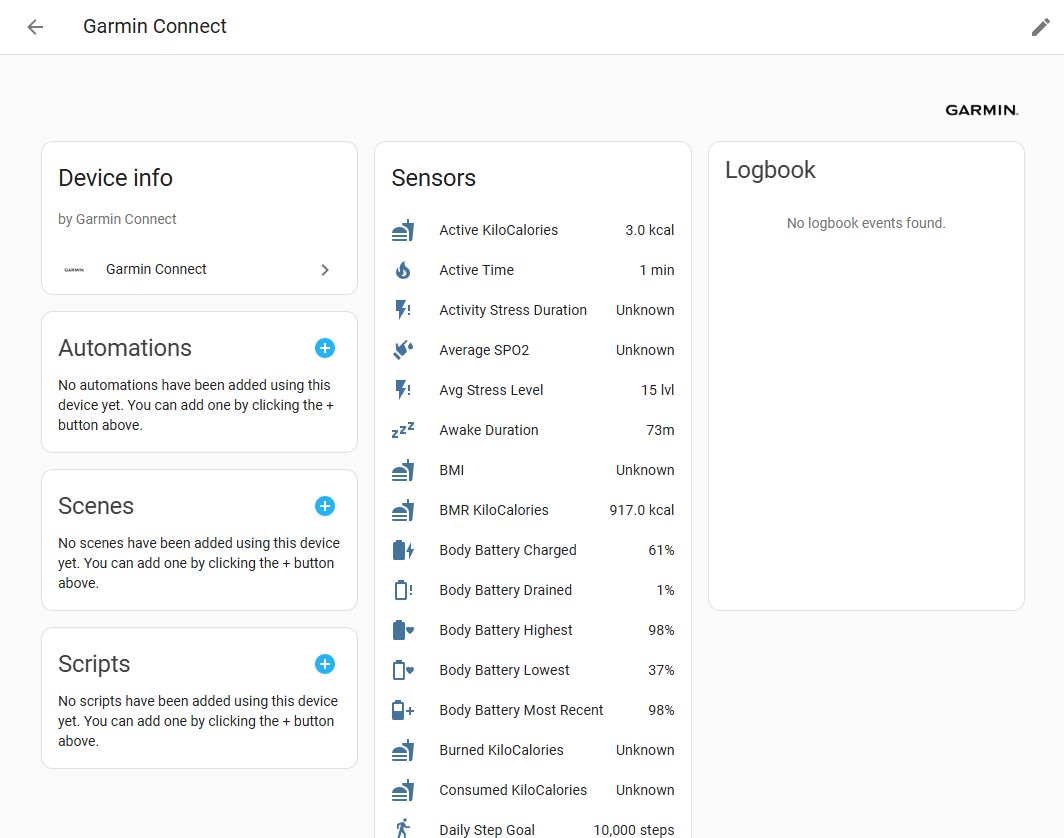 Garmin Connect
GARMIN.
Device info
by Garmin Connect
GARMIN
Garmin Connect
Automations
No automations have been added using this
device yet. You can add one by clicking the +
button above.
Scenes
No scenes have been added using this device
yet. You can add one by clicking the + button
above.
Scripts
No scripts have been added using this device
yet. You can add one by clicking the + button
above.
Sensors
Active KiloCalories 3.0 kcal
Active Time 1 min
Activity Stress Duration Unknown
Average SPO2 Unknown
Avg Stress Level 15 lvl
Awake Duration 73m
BMI Unknown
BMR KiloCalories 917.0 kcal
Body Battery Charged 61%
Body Battery Drained 1%
Body Battery Highest 98%
Body Battery Lowest 37%
Body Battery Most Recent 98%
Burned KiloCalories Unknown
Consumed KiloCalories Unknown
Daily Step Goal 10,000 steps
Logbook
No logbook events found.